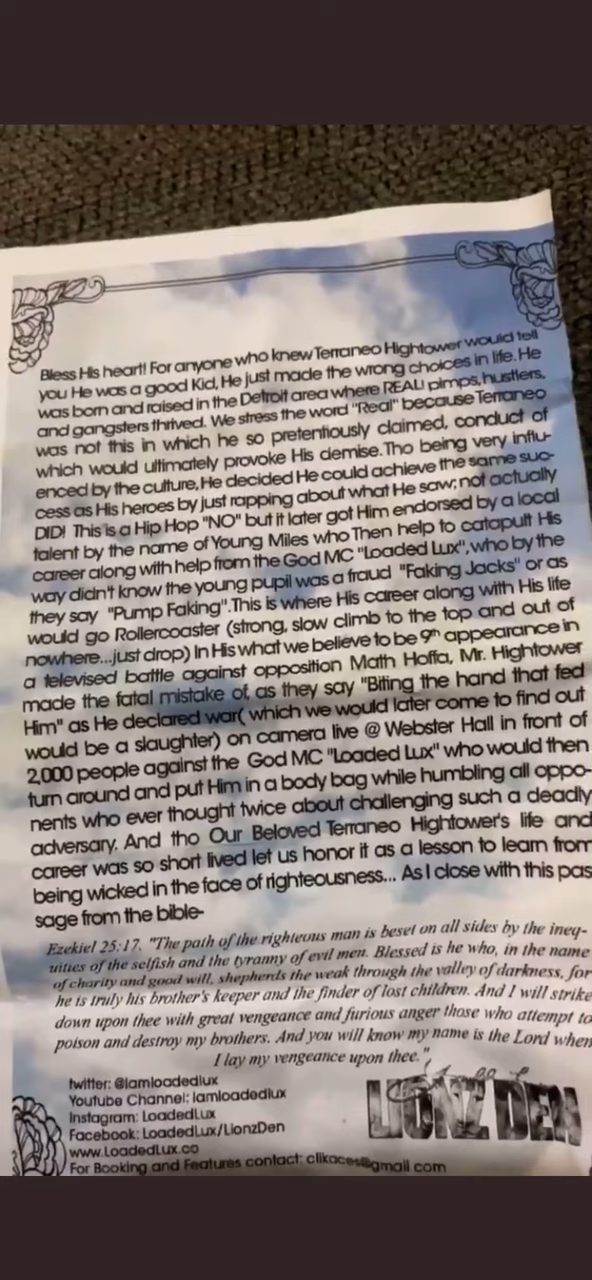 Bless His heart! For anyone who knew Terraneo Hightower would tell
you He was a good Kid, He just made the wrong choices in life. He
was born and raised in the Detroit area where REAL! pimps, hustlers,
and gangsters thrived. We stress the word "Real" because Terraneo
was not this in which he so pretentiously claimed, conduct of
which would ultimately provoke His demise. Tho being very influ-
enced by the culture, He decided He could achieve the same suc-
cess as His heroes by just rapping about what He saw; not actually
DID! This is a Hip Hop "NO" but it later got Him endorsed by a local
talent by the name of Young Miles who Then help to catapult His
career along with help from the God MC "Loaded Lux", who by the
way didn't know the young pupil was a fraud "Faking Jacks" or as
they say "Pump Faking". This is where His career along with His life
would go Rollercoaster (strong, slow climb to the top and out of
nowhere...just drop) In His what we believe to be 9th appearance in
a televised battle against opposition Math Hoffa, Mr. Hightower
made the fatal mistake of, as they say "Biting the hand that fed
Him" as He declared war( which we would later come to find out
would be a slaughter) on camera live @ Webster Hall in front of
2,000 people against the God MC "Loaded Lux" who would then
turn around and put Him in a body bag while humbling all oppo-
nents who ever thought twice about challenging such a deadly
adversary. And tho Our Beloved Terraneo Hightower's life and
career was so short lived let us honor it as a lesson to learn from
being wicked in the face of righteousness... As I close with this pas
sage from the bible-
Ezekiel 25:17. "The path of the righteous man is beset on all sides by the ineq-
uities of the selfish and the tyranny of evil men. Blessed is he who, in the name
of charity and good will, shepherds the weak through the valley of darkness, for
he is truly his brother's keeper and the finder of lost children. And I will strike
down upon thee with great vengeance and furious anger those who attempt to
poison and destroy my brothers. And you will know my name is the Lord when
I lay my vengeance upon thee."
twitter: @Iamloadedlux
Youtube Channel: Iamloadedlux
Instagram: LoadedLux
Facebook: LoadedLux/LionzDen
www.LoadedLux.co
For Booking and Features contact: clikaces@gmail com
LIONZ DEN